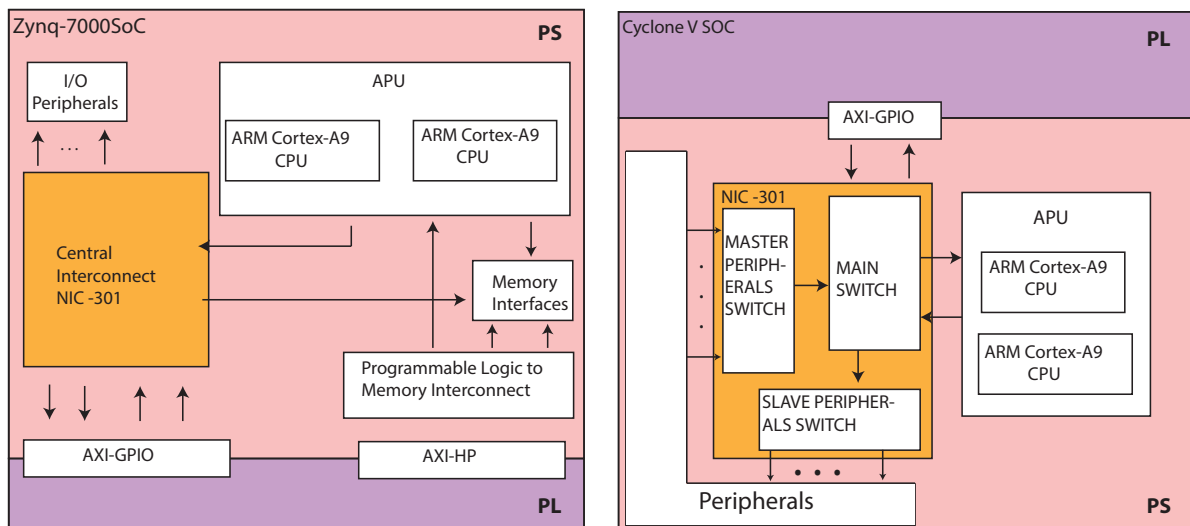 Zynq-7000SoC
PS
I/O
Peripherals
...
APU
ARM Cortex-A9
CPU
ARM Cortex-A9
CPU
Central
Interconnect
NIC -301
Memory
Interfaces
Programmable Logic to
Memory Interconnect
AXI-GPIO
AXI-HP
PL
Cyclone V SOC
PL
AXI-GPIO
NIC -301
MASTER
PERIPH-
ERALS
SWITCH
MAIN
SWITCH
APU
ARM Cortex-A9
CPU
ARM Cortex-A9
CPU
SLAVE PERIPHER-
ALS SWITCH
Peripherals
PS